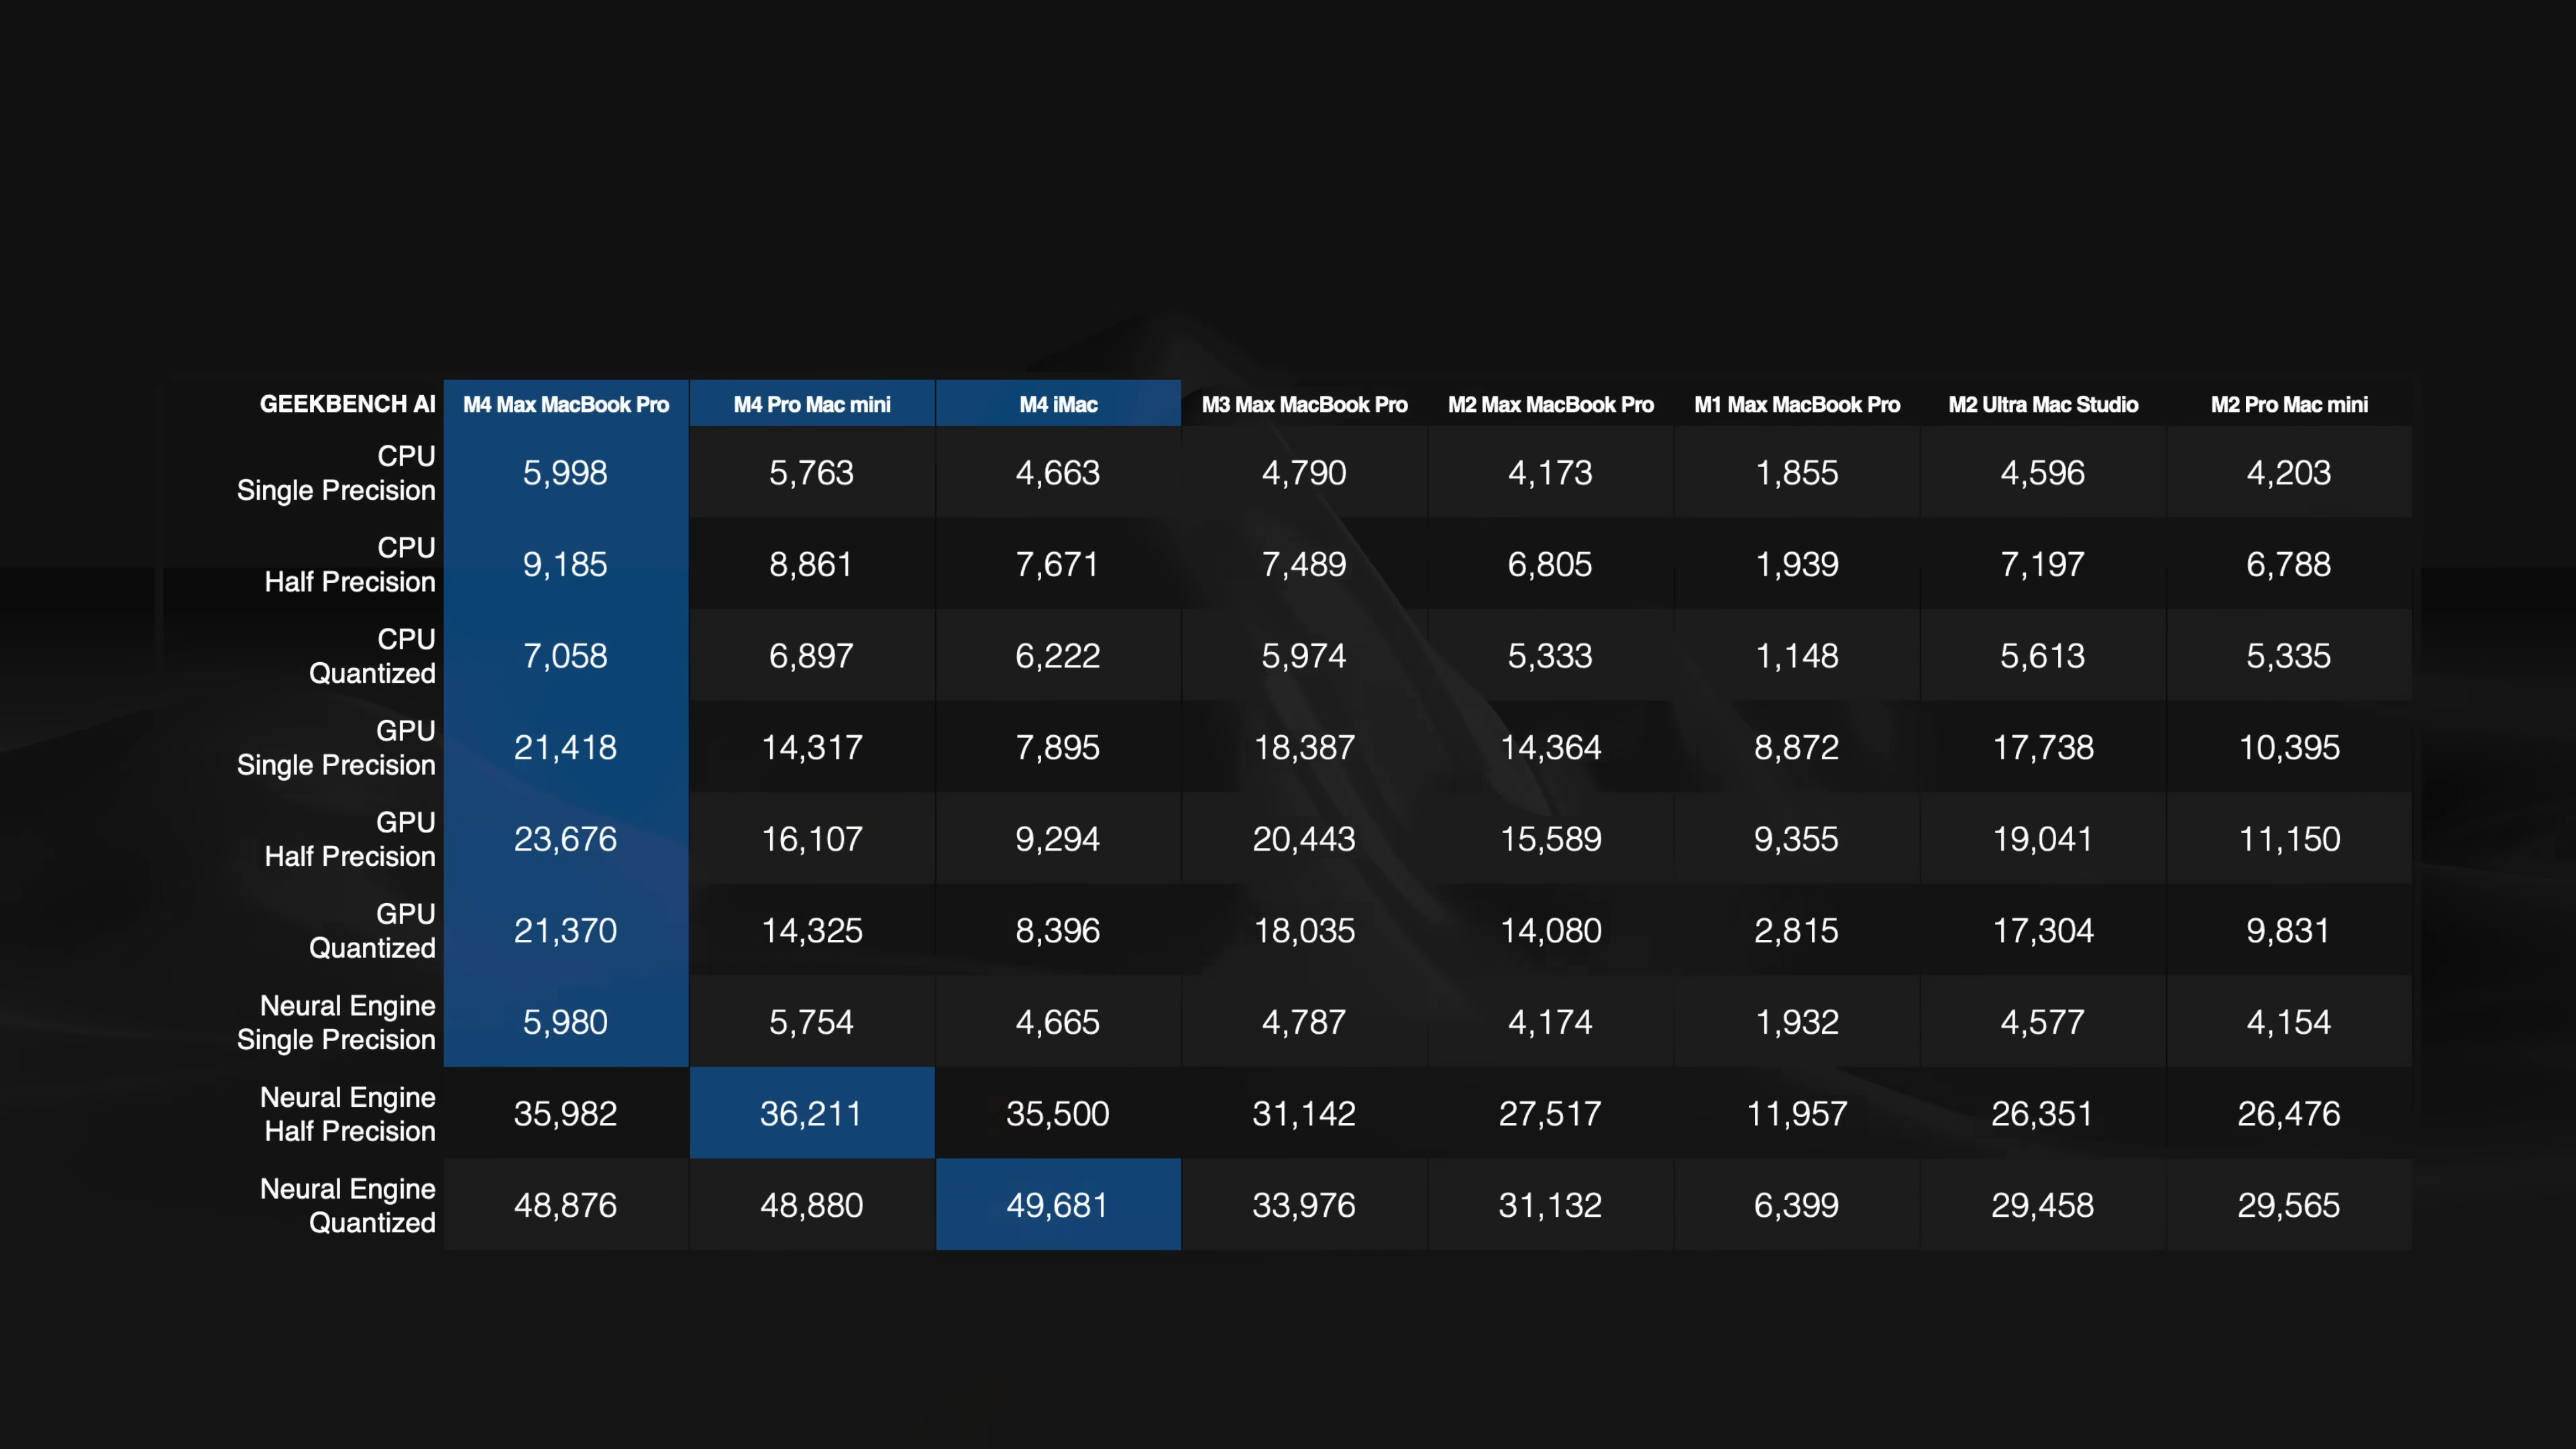 GEEKBENCH AI M4 Max MacBook Pro M4 Pro Mac mini M4 iMac M3 Max MacBook Pro M2 Max MacBook Pro M1 Max MacBook Pro M2 Ultra Mac Studio M2 Pro Mac mini
CPU
Single Precision 5,998 5,763 4,663 4,790 4,173 1,855 4,596 4,203
CPU
Half Precision 9,185 8,861 7,671 7,489 6,805 1,939 7,197 6,788
CPU
Quantized 7,058 6,897 6,222 5,974 5,333 1,148 5,613 5,335
GPU
Single Precision 21,418 14,317 7,895 18,387 14,364 8,872 17,738 10,395
GPU
Half Precision 23,676 16,107 9,294 20,443 15,589 9,355 19,041 11,150
GPU
Quantized 21,370 14,325 8,396 18,035 14,080 2,815 17,304 9,831
Neural Engine
Single Precision 5,980 5,754 4,665 4,787 4,174 1,932 4,577 4,154
Neural Engine
Half Precision 35,982 36,211 35,500 31,142 27,517 11,957 26,351 26,476
Neural Engine
Quantized 48,876 48,880 49,681 33,976 31,132 6,399 29,458 29,565